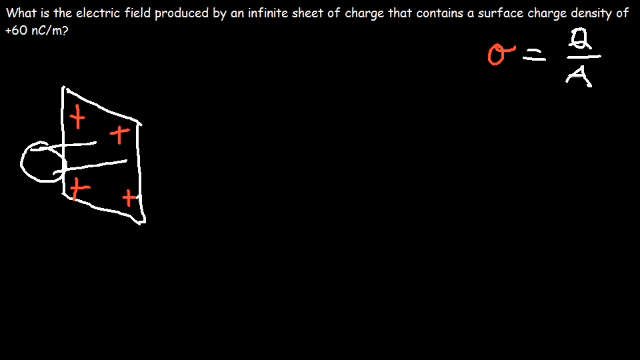 What is the electric field produced by an infinite sheet of charge that contains a surface charge density of
+60 nC/m?
σ = Q/A
+ +
+ +